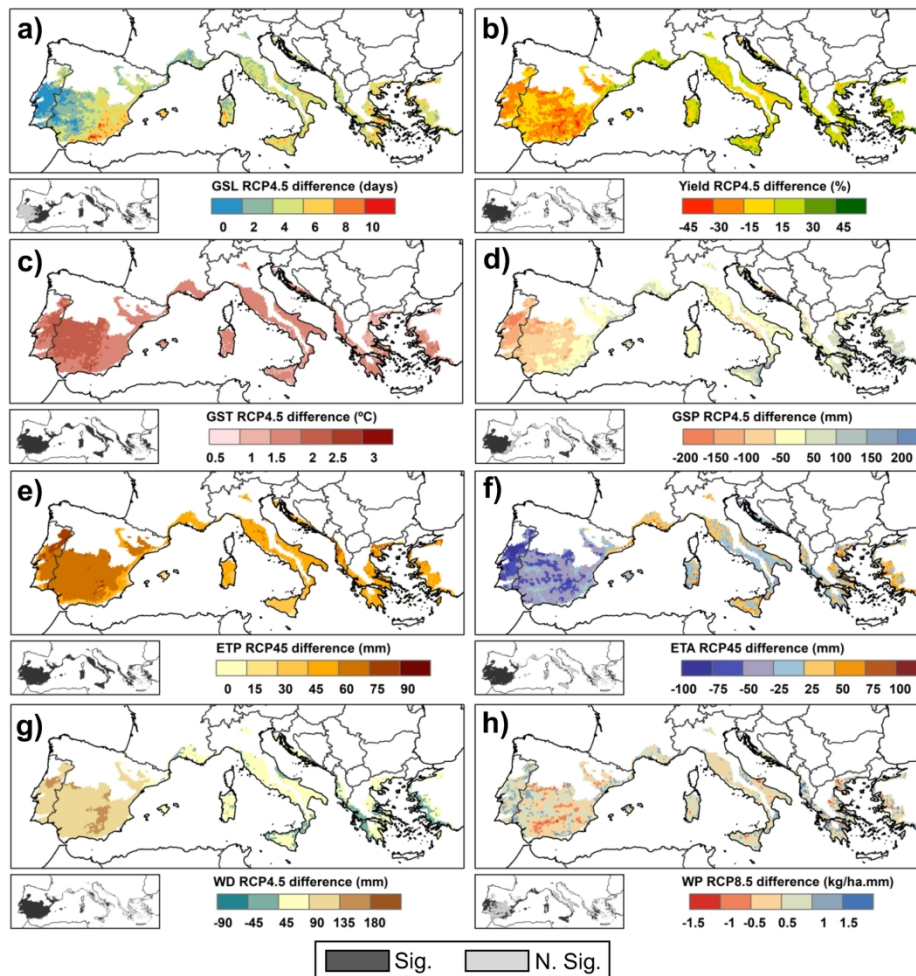 a)
b)
GSL RCP4.5 difference (days)
0 2 4 6 8 10
Yield RCP4.5 difference (%)
-45 -30 -15 15 30 45
c)
d)
GST RCP4.5 difference (ºC)
0.5 1 1.5 2 2.5 3
GSP RCP4.5 difference (mm)
-200 -150 -100 -50 50 100 150 200
e)
f)
ETP RCP45 difference (mm)
0 15 30 45 60 75 90
ETA RCP45 difference (mm)
-100 -75 -50 -25 25 50 75 100
g)
h)
WD RCP4.5 difference (mm)
-90 -45 45 90 135 180
WP RCP8.5 difference (kg/ha.mm)
-1.5 -1 -0.5 0.5 1 1.5
Sig. N. Sig.